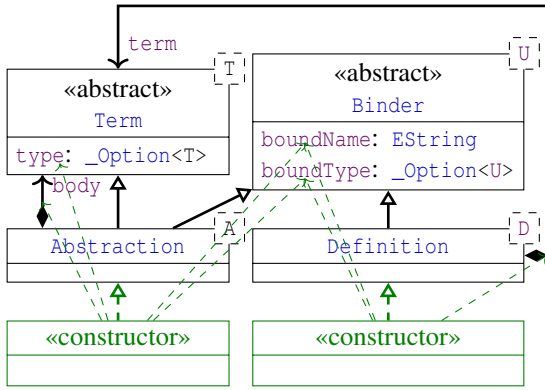 term
T
«abstract»
Term
type: _Option<T>
body
U
«abstract»
Binder
boundName: EString
boundType: _Option<U>
A
Abstraction
D
Definition
«constructor»
«constructor»